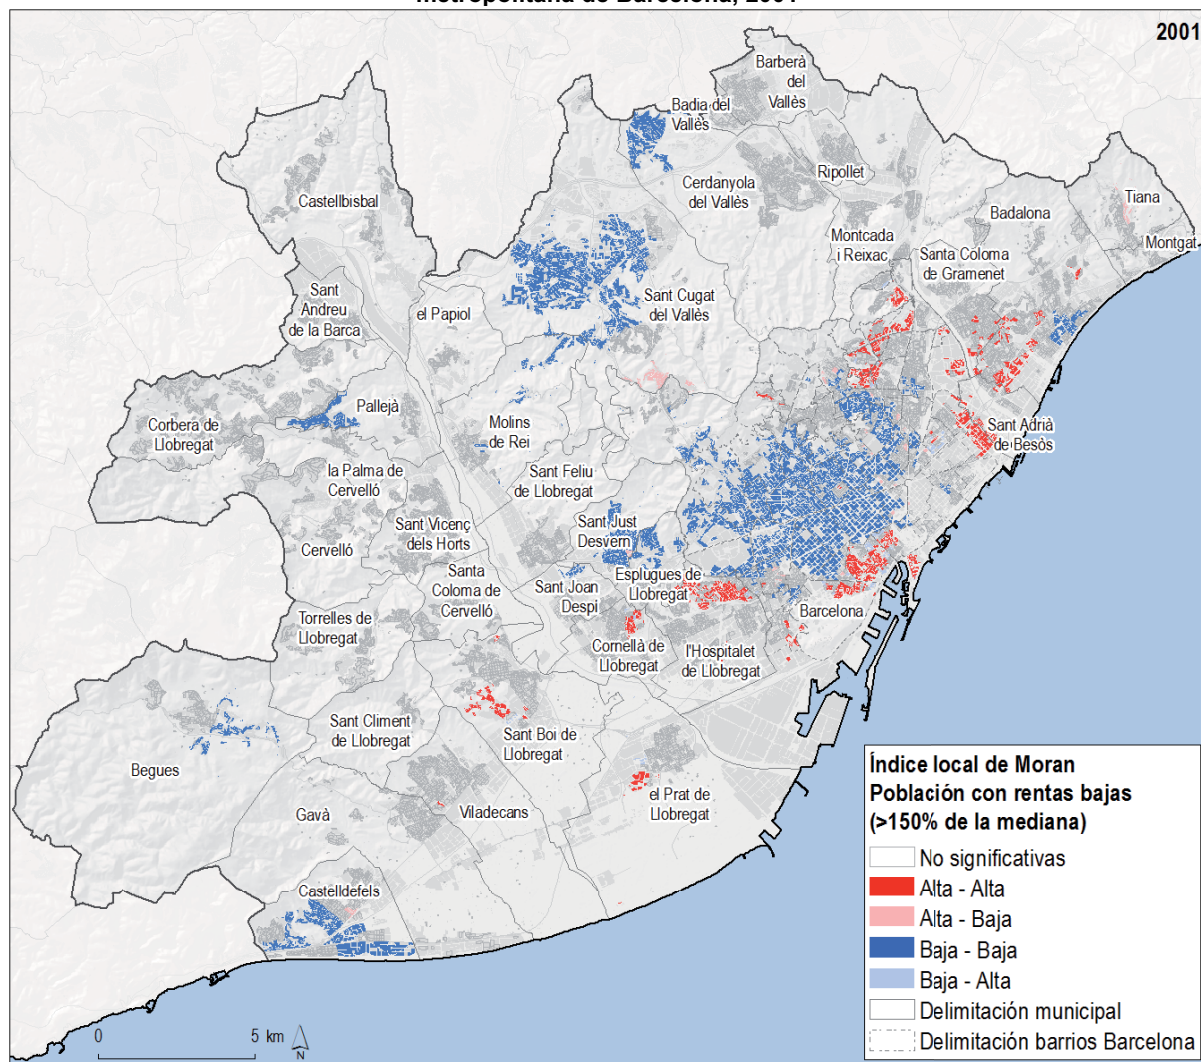 metropolitana de Barcelona, 2001
2001
Barberà
del
Vallès
Badia del
Vallès
Ripollet
Cerdanyola
del Vallès
Castellbisbal
Tiana
Badalona
Montgat
Montcada
i Reixac
Santa Coloma
de Gramenet
Sant
Andreu
de la Barca
el Papiol
Sant Cugat
del Vallès
Pallejà
Corbera de
Llobregat
Molins
de Rei
Sant Adrià
de Besòs
la Palma de
Cervelló
Sant Feliu
de Llobregat
Sant Vicenç
dels Horts
Sant Just
Desvern
Cervelló
Santa
Coloma de
Cervelló
Sant Joan
Despí
Esplugues de
Llobregat
Barcelona
Torrelles de
Llobregat
Cornellà de
Llobregat
l'Hospitalet
de Llobregat
Sant Climent
de Llobregat
Sant Boi de
Llobregat
Begues
el Prat de
Llobregat
Gavà
Viladecans
Castelldefels
Índice local de Moran
Población con rentas bajas
(>150% de la mediana)
No significativas
Alta - Alta
Alta - Baja
Baja - Baja
Baja - Alta
Delimitación municipal
Delimitación barrios Barcelona
0 5 km
N